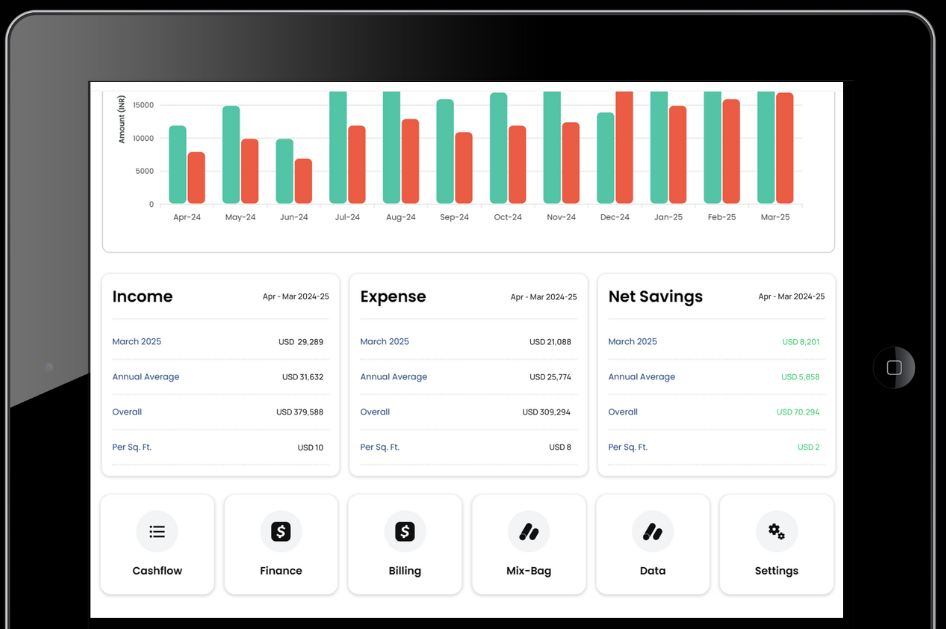 Amount (INR)
15000
10000
5000
0
Apr-24 May-24 Jun-24 Jul-24 Aug-24 Sep-24 Oct-24 Nov-24 Dec-24 Jan-25 Feb-25 Mar-25
Income Apr - Mar 2024-25
March 2025 USD 29,289
Annual Average USD 31,632
Overall USD 379,588
Per Sq. Ft. USD 10
Expense Apr - Mar 2024-25
March 2025 USD 21,088
Annual Average USD 25,774
Overall USD 309,294
Per Sq. Ft. USD 8
Net Savings Apr - Mar 2024-25
March 2025 USD 8,201
Annual Average USD 5,858
Overall USD 70,294
Per Sq. Ft. USD 2
Cashflow
Finance
Billing
Mix-Bag
Data
Settings